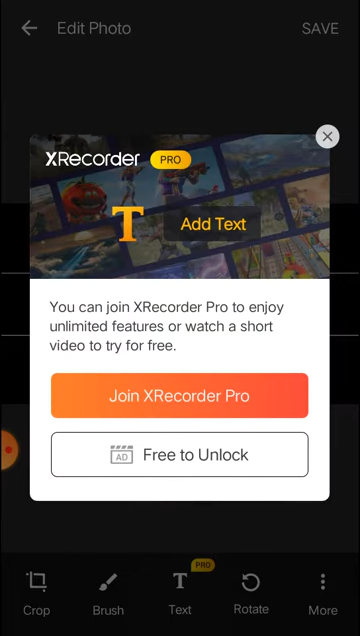 Edit Photo
SAVE
XRecorder PRO
T Add Text
You can join XRecorder Pro to enjoy
unlimited features or watch a short
video to try for free.
Join XRecorder Pro
AD Free to Unlock
PRO
Crop
Brush
Text
Rotate
More